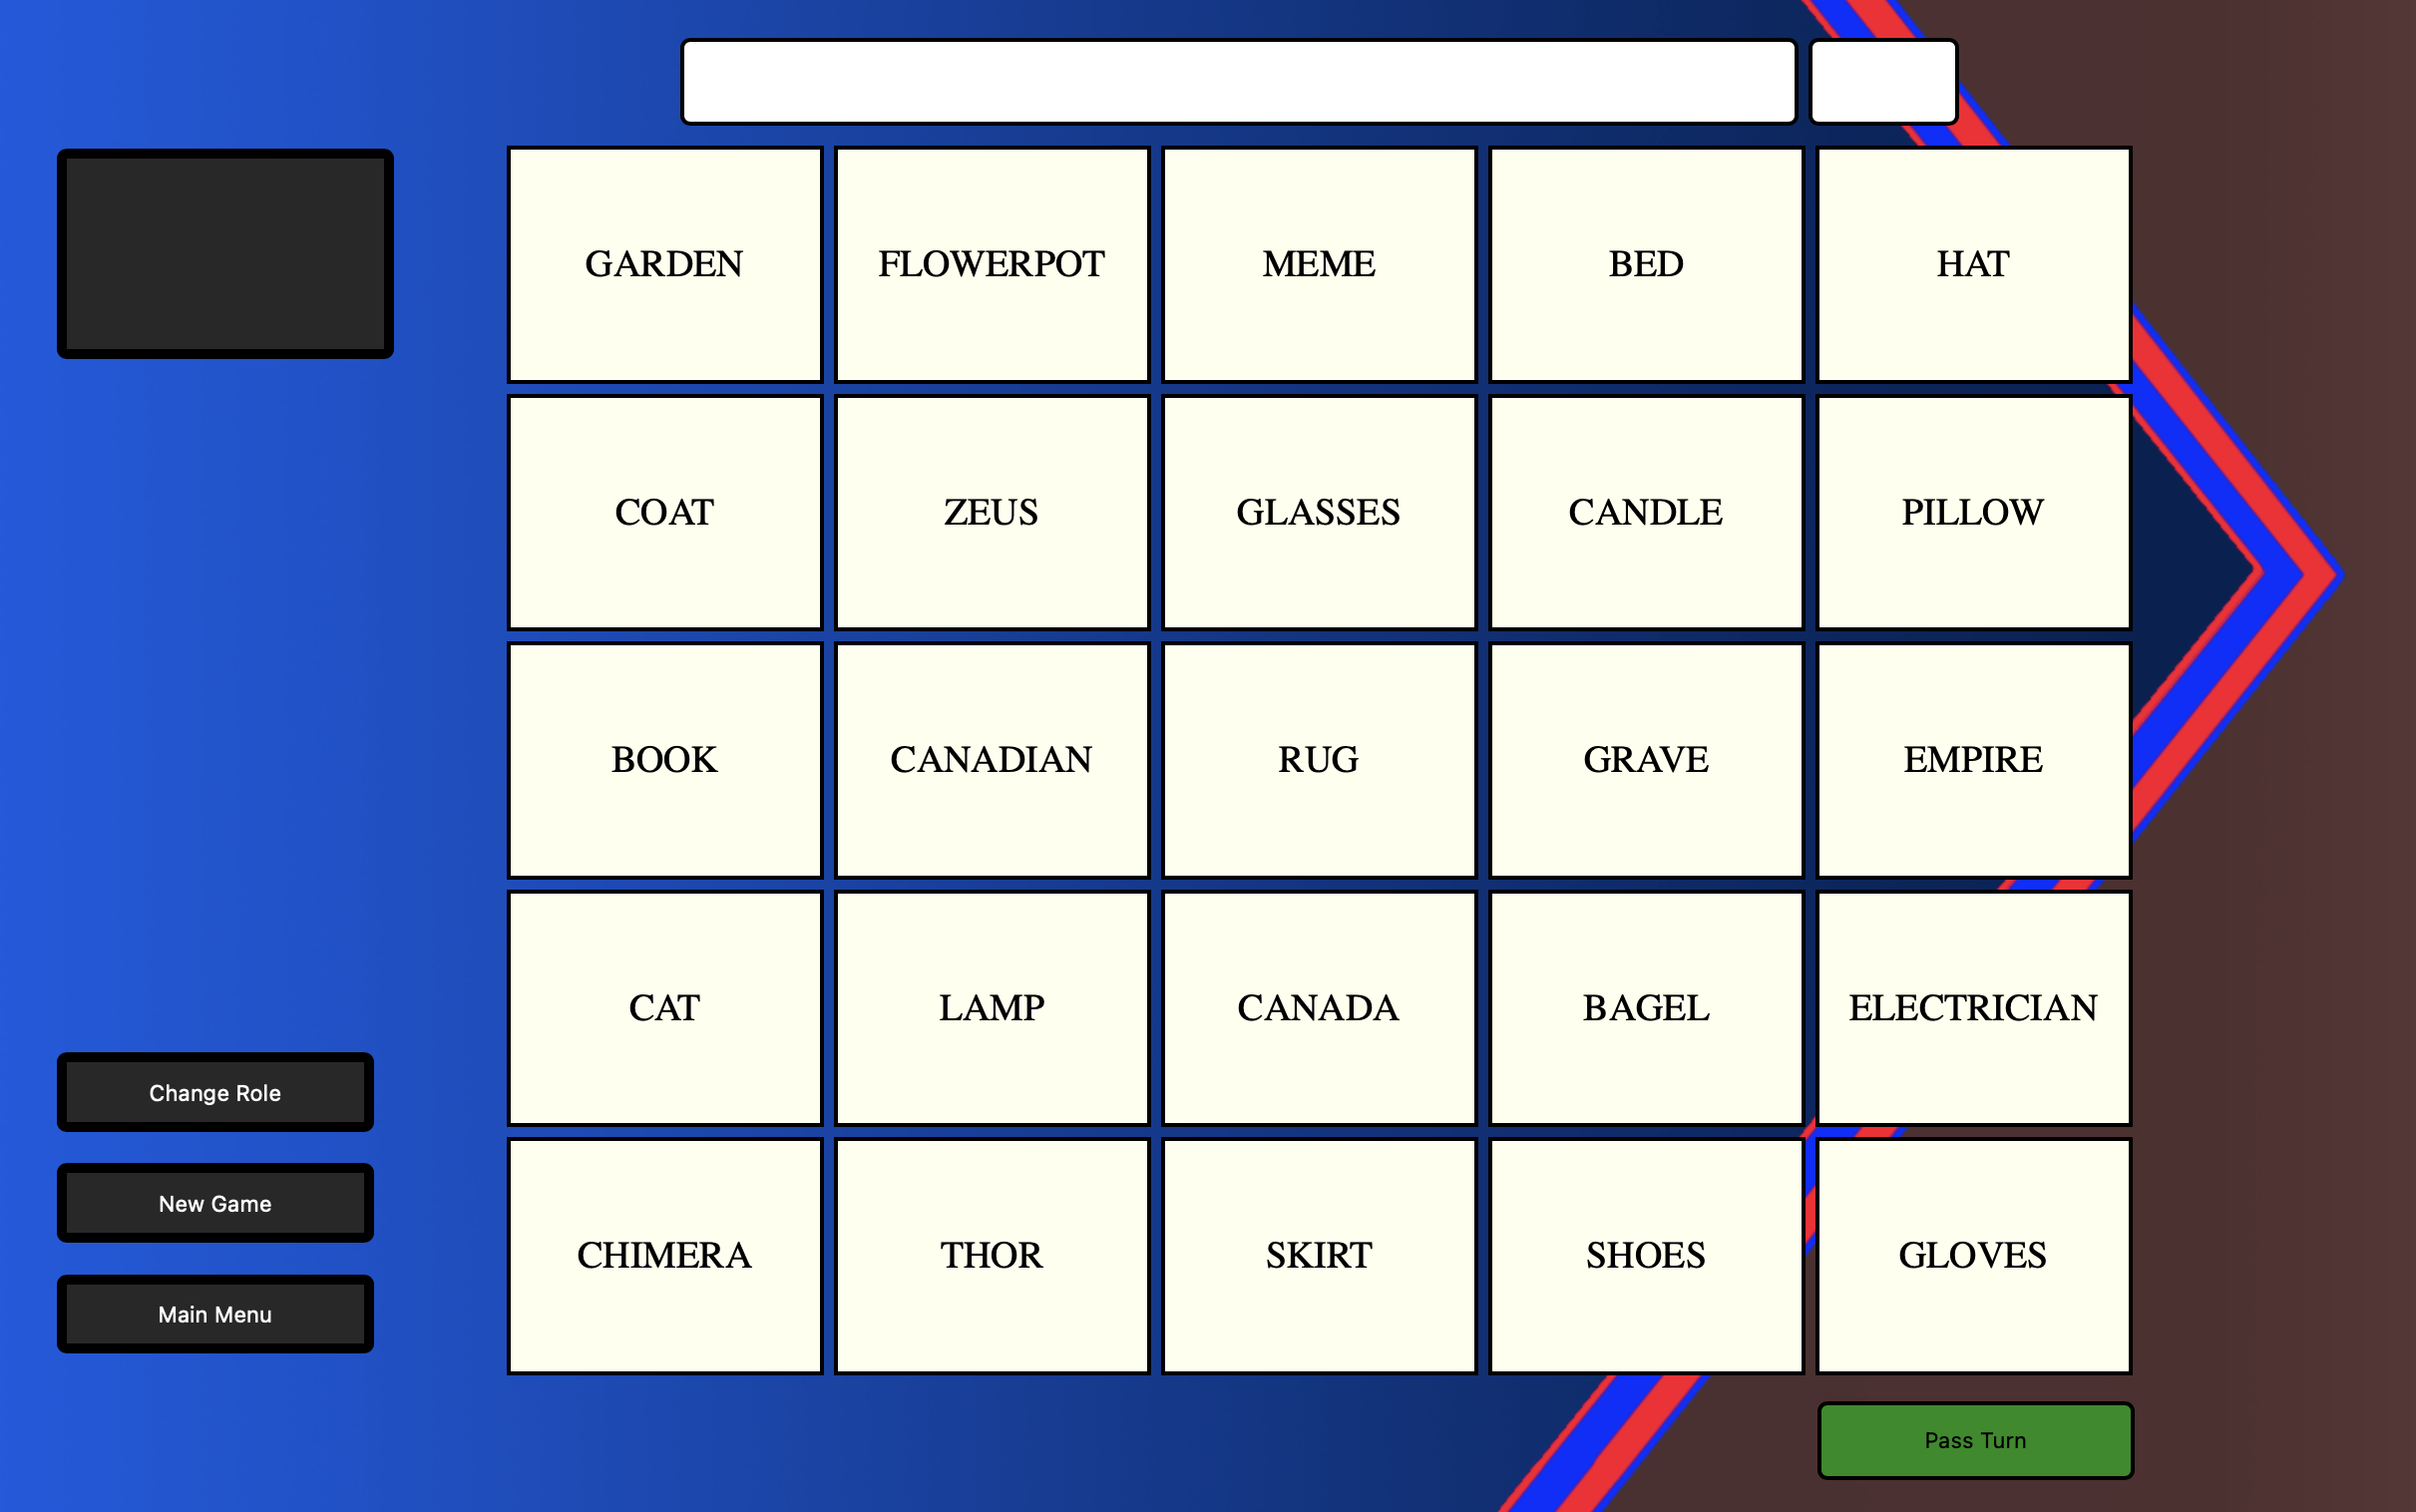 GARDEN
FLOWERPOT
MEME
BED
HAT
COAT
ZEUS
GLASSES
CANDLE
PILLOW
BOOK
CANADIAN
RUG
GRAVE
EMPIRE
CAT
LAMP
CANADA
BAGEL
ELECTRICIAN
CHIMERA
THOR
SKIRT
SHOES
GLOVES
Change Role
New Game
Main Menu
Pass Turn